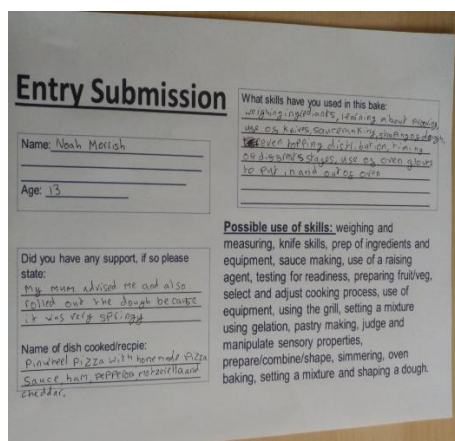 Entry Submission
Name: Noah Morrish
Age: 13
Did you have any support, if so please
state:
My mum advised me and also
rolled out the dough because
it was very springy
Name of dish cooked/recpie:
Pinwheel Pizza with homemade Pizza
Sauce, ham, pepperoni, motzerella and
cheddar.
What skills have you used in this bake:
weighing ingrediants, learning about proving,
use of knives, saucemaking, shaping of dough,
even topping distribution, timing
of different stages, use of oven gloves
to put in and out of oven
Possible use of skills: weighing and
measuring, knife skills, prep of ingredients and
equipment, sauce making, use of a raising
agent, testing for readiness, preparing fruit/veg,
select and adjust cooking process, use of
equipment, using the grill, setting a mixture
using gelation, pastry making, judge and
manipulate sensory properties,
prepare/combine/shape, simmering, oven
baking, setting a mixture and shaping a dough.